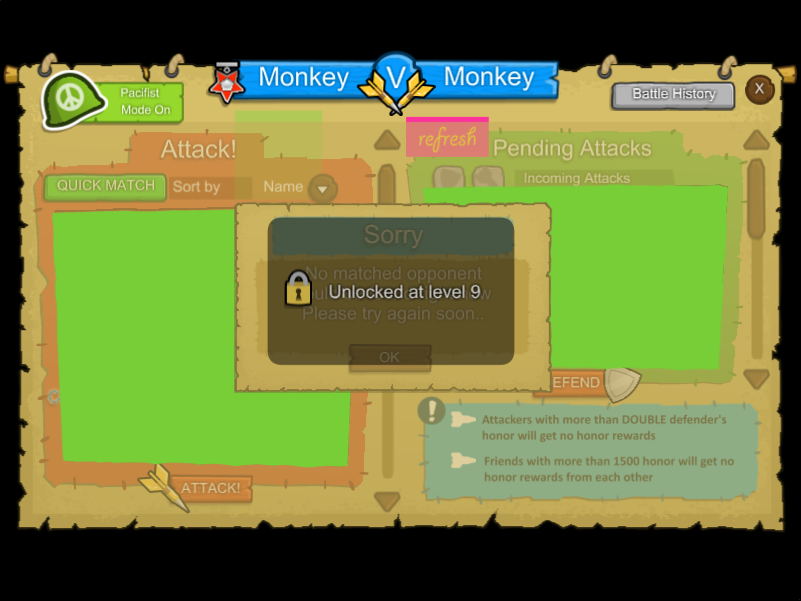 Monkey V Monkey
Pacifist
Mode On
Battle History
X
Attack!
refresh
Pending Attacks
QUICK MATCH
Sort by
Name
Incoming Attacks
Sorry
No matched opponent
Unlocked at level 9
Please try again soon..
OK
EFEND
Attackers with more than DOUBLE defender's
honor will get no honor rewards
Friends with more than 1500 honor will get no
honor rewards from each other
ATTACK!